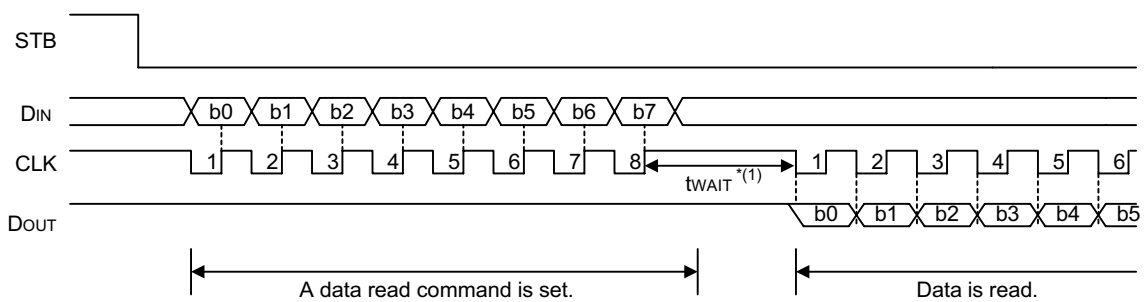 STB
DIN b0 b1 b2 b3 b4 b5 b6 b7
CLK 1 2 3 4 5 6 7 8 1 2 3 4 5 6
tWAIT *(1)
DOUT b0 b1 b2 b3 b4 b5
A data read command is set. Data is read.